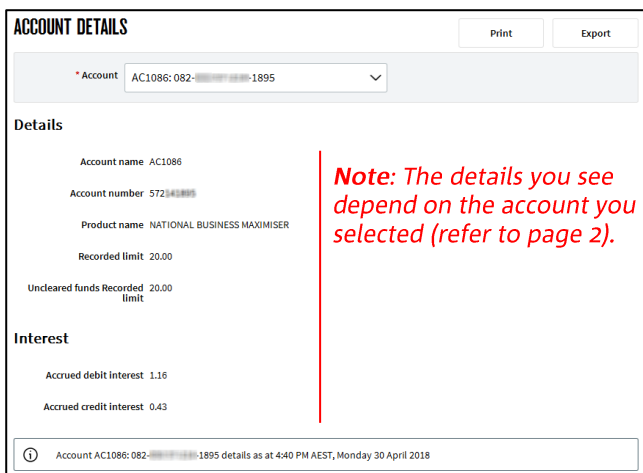 ACCOUNT DETAILS
Print
Export
* Account
AC1086: 082- -1895
Details
Account name AC1086
Account number 572
Product name NATIONAL BUSINESS MAXIMISER
Recorded limit 20.00
Uncleared funds Recorded 20.00
limit
Interest
Accrued debit interest 1.16
Accrued credit interest 0.43
Note: The details you see
depend on the account you
selected (refer to page 2).
Account AC1086: 082- -1895 details as at 4:40 PM AEST, Monday 30 April 2018